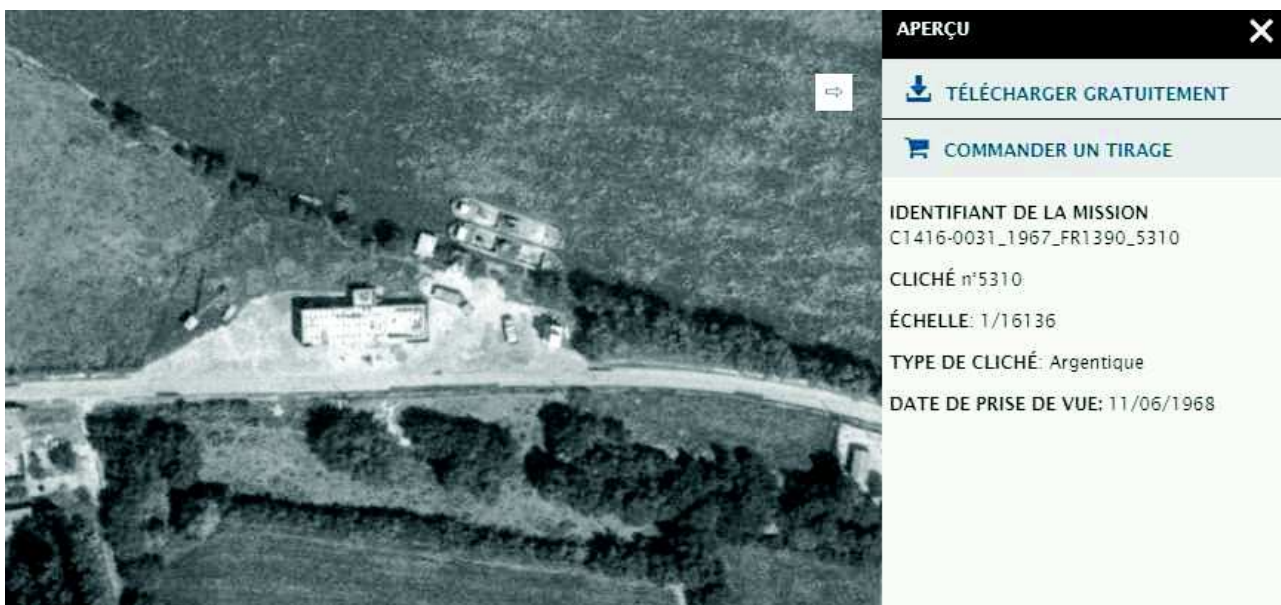 APERÇU
TÉLÉCHARGER GRATUITEMENT
COMMANDER UN TIRAGE
IDENTIFIANT DE LA MISSION
C1416-0031_1967_FR1390_5310
CLICHÉ n°5310
ÉCHELLE: 1/16136
TYPE DE CLICHÉ: Argentique
DATE DE PRISE DE VUE: 11/06/1968